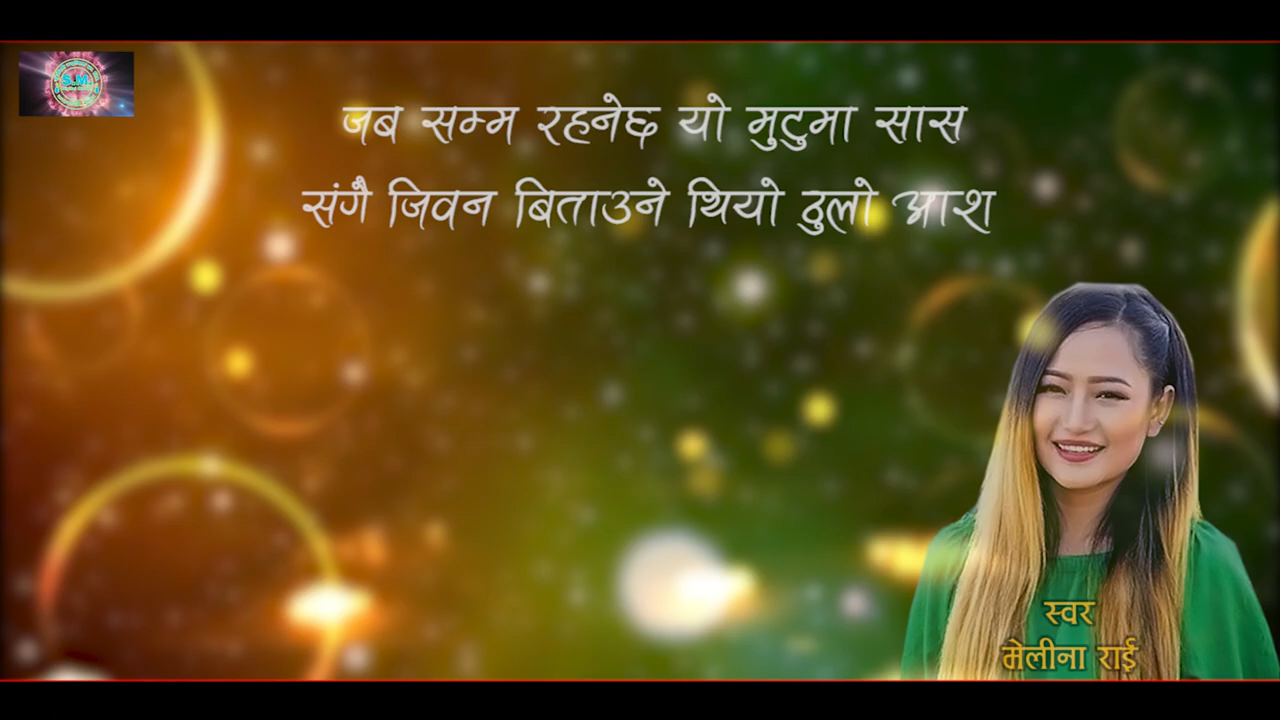 S.M.
जब सम्म रहनेछ यो मुटुमा सास
संगै जिवन बिताउने थियो ठुलो आश
स्वर
मेलीना राई